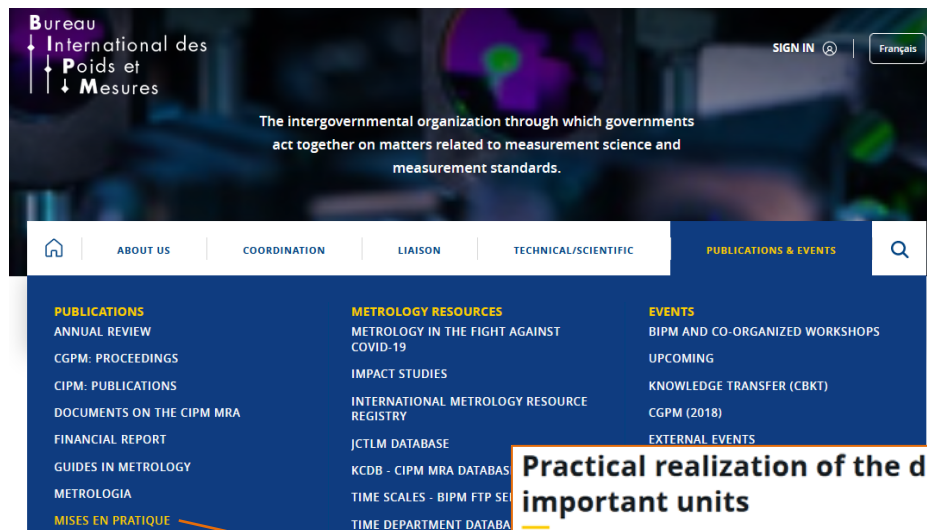 Bureau
International des
Poids et
Mesures
SIGN IN
Français
The intergovernmental organization through which governments
act together on matters related to measurement science and
measurement standards.
ABOUT US
COORDINATION
LIAISON
TECHNICAL/SCIENTIFIC
PUBLICATIONS & EVENTS
PUBLICATIONS
ANNUAL REVIEW
CGPM: PROCEEDINGS
CIPM: PUBLICATIONS
DOCUMENTS ON THE CIPM MRA
FINANCIAL REPORT
GUIDES IN METROLOGY
METROLOGIA
MISES EN PRATIQUE
METROLOGY RESOURCES
METROLOGY IN THE FIGHT AGAINST
COVID-19
IMPACT STUDIES
INTERNATIONAL METROLOGY RESOURCE
REGISTRY
JCTLM DATABASE
KCDB - CIPM MRA DATABAS
TIME SCALES - BIPM FTP SE
TIME DEPARTMENT DATABA
EVENTS
BIPM AND CO-ORGANIZED WORKSHOPS
UPCOMING
KNOWLEDGE TRANSFER (CBKT)
CGPM (2018)
EXTERNAL EVENTS
Practical realization of the d
important units